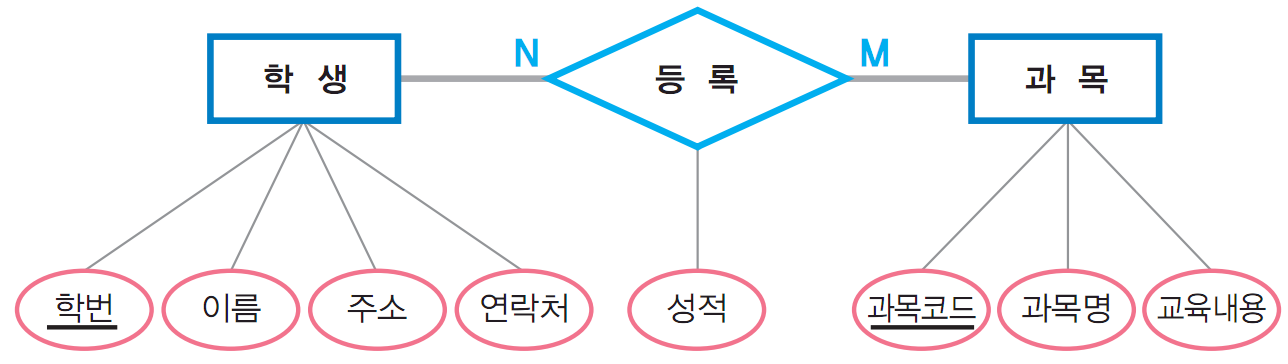 학 생
N
등 록
M
과 목
학번
이름
주소
연락처
성적
과목코드
과목명
교육내용